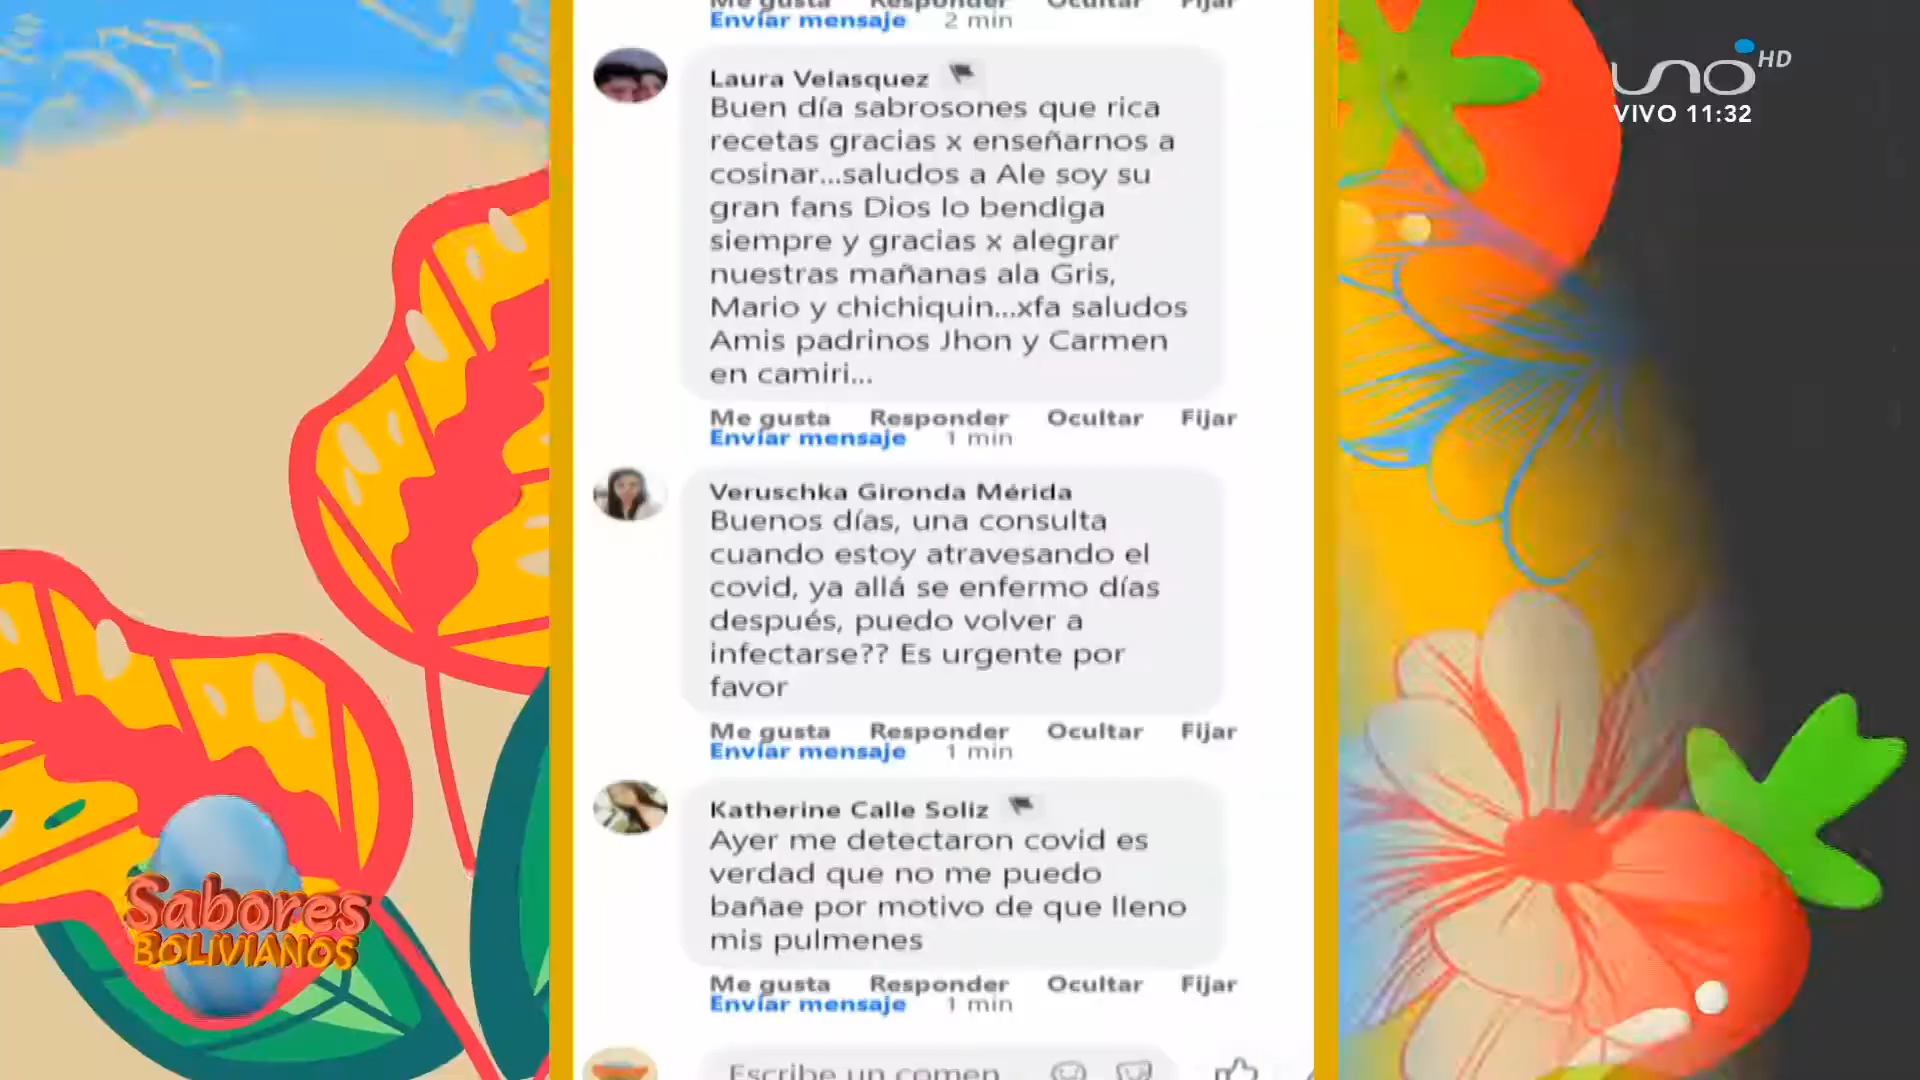 Me gusta Responder Ocultar Fijar
Enviar mensaje 2 min
Laura Velasquez
Buen día sabrosones que rica
recetas gracias x enseñarnos a
cosinar...saludos a Ale soy su
gran fans Dios lo bendiga
siempre y gracias x alegrar
nuestras mañanas ala Gris,
Mario y chichiquin...xfa saludos
Amis padrinos Jhon y Carmen
en camiri...
Me gusta Responder Ocultar Fijar
Enviar mensaje 1 min
Veruschka Gironda Mérida
Buenos días, una consulta
cuando estoy atravesando el
covid, ya allá se enfermo días
después, puedo volver a
infectarse?? Es urgente por
favor
Me gusta Responder Ocultar Fijar
Enviar mensaje 1 min
Katherine Calle Soliz
Ayer me detectaron covid es
verdad que no me puedo
bañae por motivo de que lleno
mis pulmenes
Me gusta Responder Ocultar Fijar
Enviar mensaje 1 min
Escribe un comen
uno HD
VIVO 11:32
Sabores
BOLIVIANOS